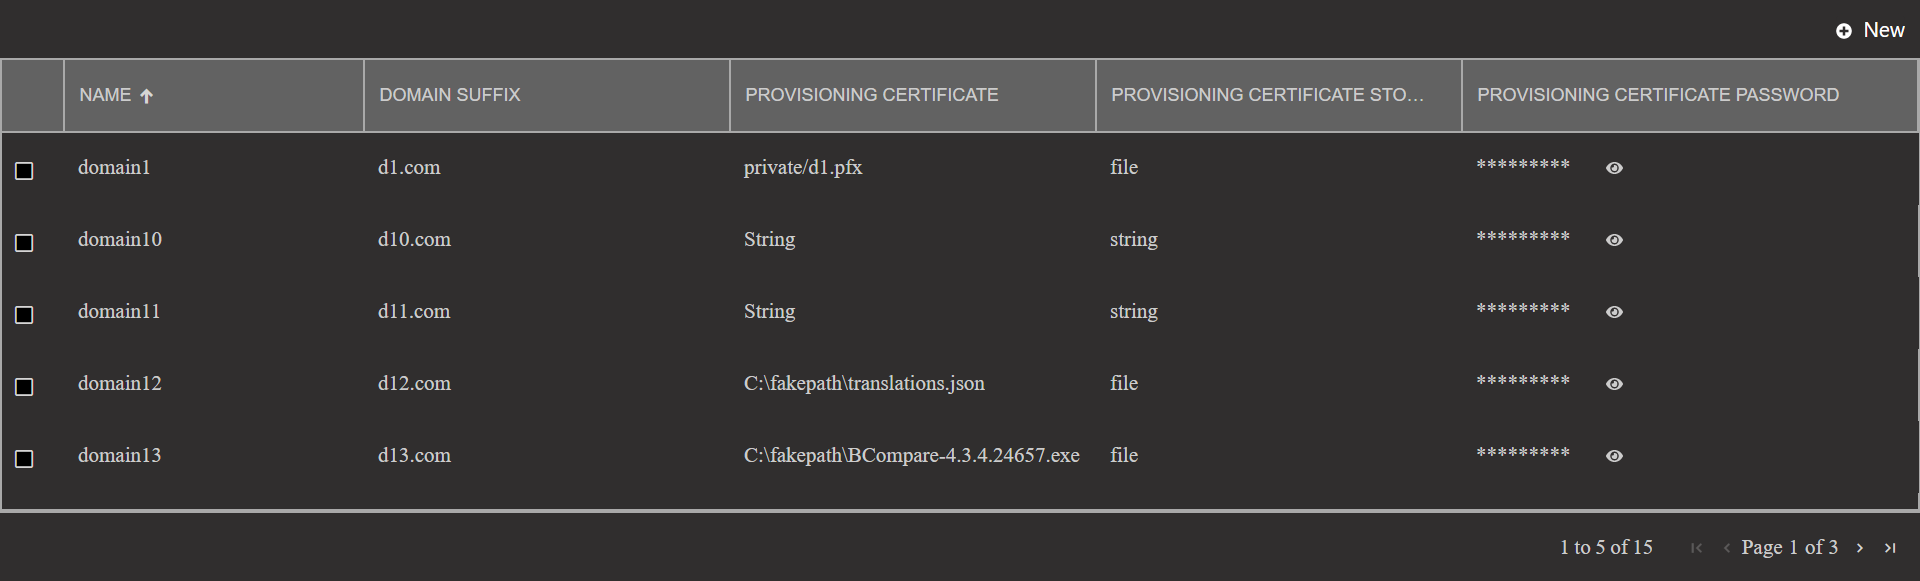 New
NAME DOMAIN SUFFIX PROVISIONING CERTIFICATE PROVISIONING CERTIFICATE STO... PROVISIONING CERTIFICATE PASSWORD
domain1 d1.com private/d1.pfx file *********
domain10 d10.com String string *********
domain11 d11.com String string *********
domain12 d12.com C:\fakepath\translations.json file *********
domain13 d13.com C:\fakepath\BCompare-4.3.4.24657.exe file *********
1 to 5 of 15 Page 1 of 3